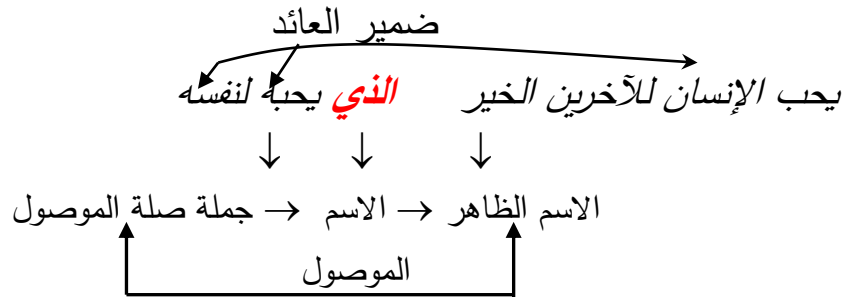 ضمير العائد
يحب الإنسان للآخرين الخير الذي يحبه لنفسه
↓ ↓ ↓
الاسم الظاهر → الاسم → جملة صلة الموصول
الموصول